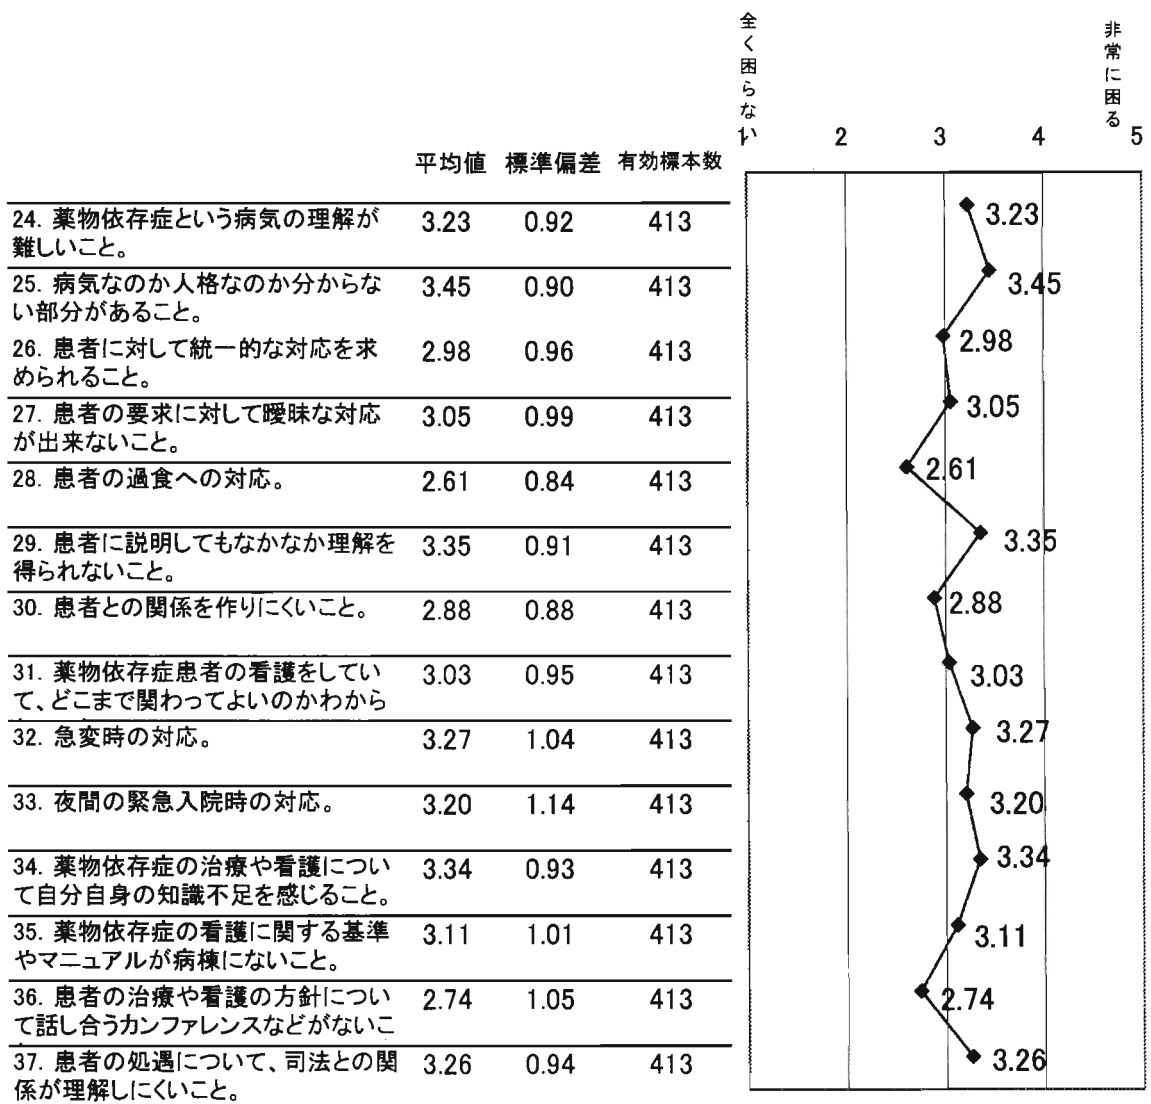 全く困らない
非常に困る
1 2 3 4 5
平均値 標準偏差 有効標本数
24. 薬物依存症という病気の理解が 3.23 0.92 413
難しいこと。
3.23
25. 病気なのか人格なのか分からな 3.45 0.90 413
い部分があること。
3.45
26. 患者に対して統一的な対応を求 2.98 0.96 413
められること。
2.98
27. 患者の要求に対して曖昧な対応 3.05 0.99 413
が出来ないこと。
3.05
28. 患者の過食への対応。 2.61 0.84 413
2.61
29. 患者に説明してもなかなか理解を 3.35 0.91 413
得られないこと。
3.35
30. 患者との関係を作りにくいこと。 2.88 0.88 413
2.88
31. 薬物依存症患者の看護をしてい 3.03 0.95 413
て、どこまで関わってよいのかわから
3.03
32. 急変時の対応。 3.27 1.04 413
3.27
33. 夜間の緊急入院時の対応。 3.20 1.14 413
3.20
34. 薬物依存症の治療や看護につい 3.34 0.93 413
て自分自身の知識不足を感じること。
3.34
35. 薬物依存症の看護に関する基準 3.11 1.01 413
やマニュアルが病棟にないこと。
3.11
36. 患者の治療や看護の方針につい 2.74 1.05 413
て話し合うカンファレンスなどがないこ
2.74
37. 患者の処遇について、司法との関 3.26 0.94 413
係が理解しにくいこと。
3.26